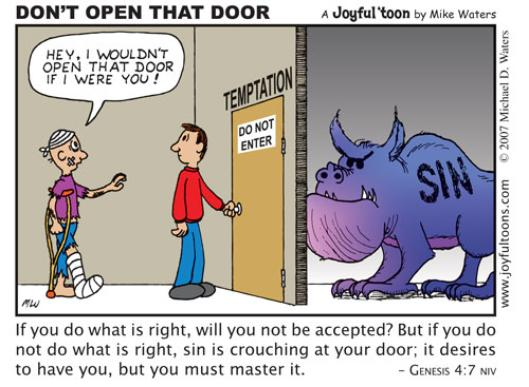 DON'T OPEN THAT DOOR
A Joyful 'toon by Mike Waters
HEY, I WOULDN'T
OPEN THAT DOOR
IF I WERE YOU!
TEMPTATION
DO NOT
ENTER
SIN
MW
© 2007 Michael D. Waters
www.joyfultoons.com
If you do what is right, will you not be accepted? But if you do
not do what is right, sin is crouching at your door; it desires
to have you, but you must master it. – GENESIS 4:7 NIV